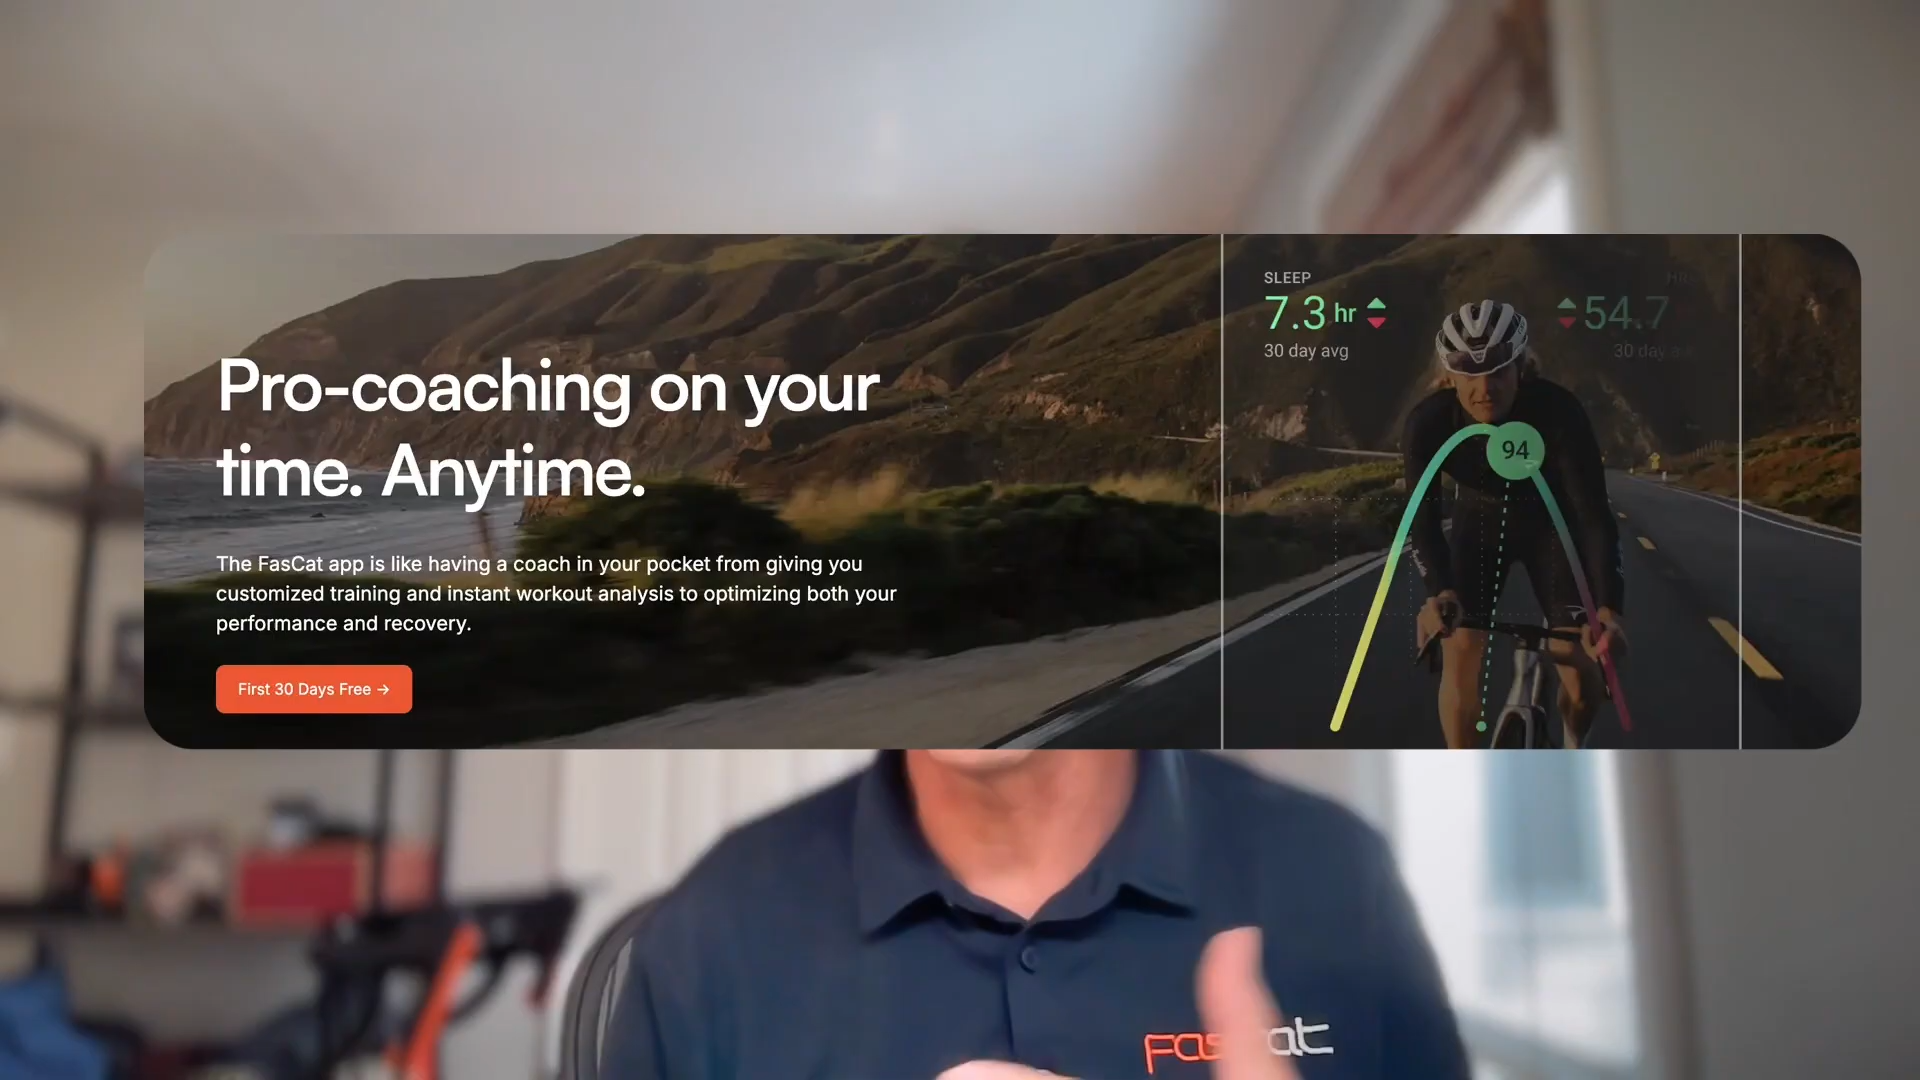 SLEEP
7.3 hr
30 day avg
54.7
30 day
Pro-coaching on your
time. Anytime.
94
The FasCat app is like having a coach in your pocket from giving you
customized training and instant workout analysis to optimizing both your
performance and recovery.
First 30 Days Free →